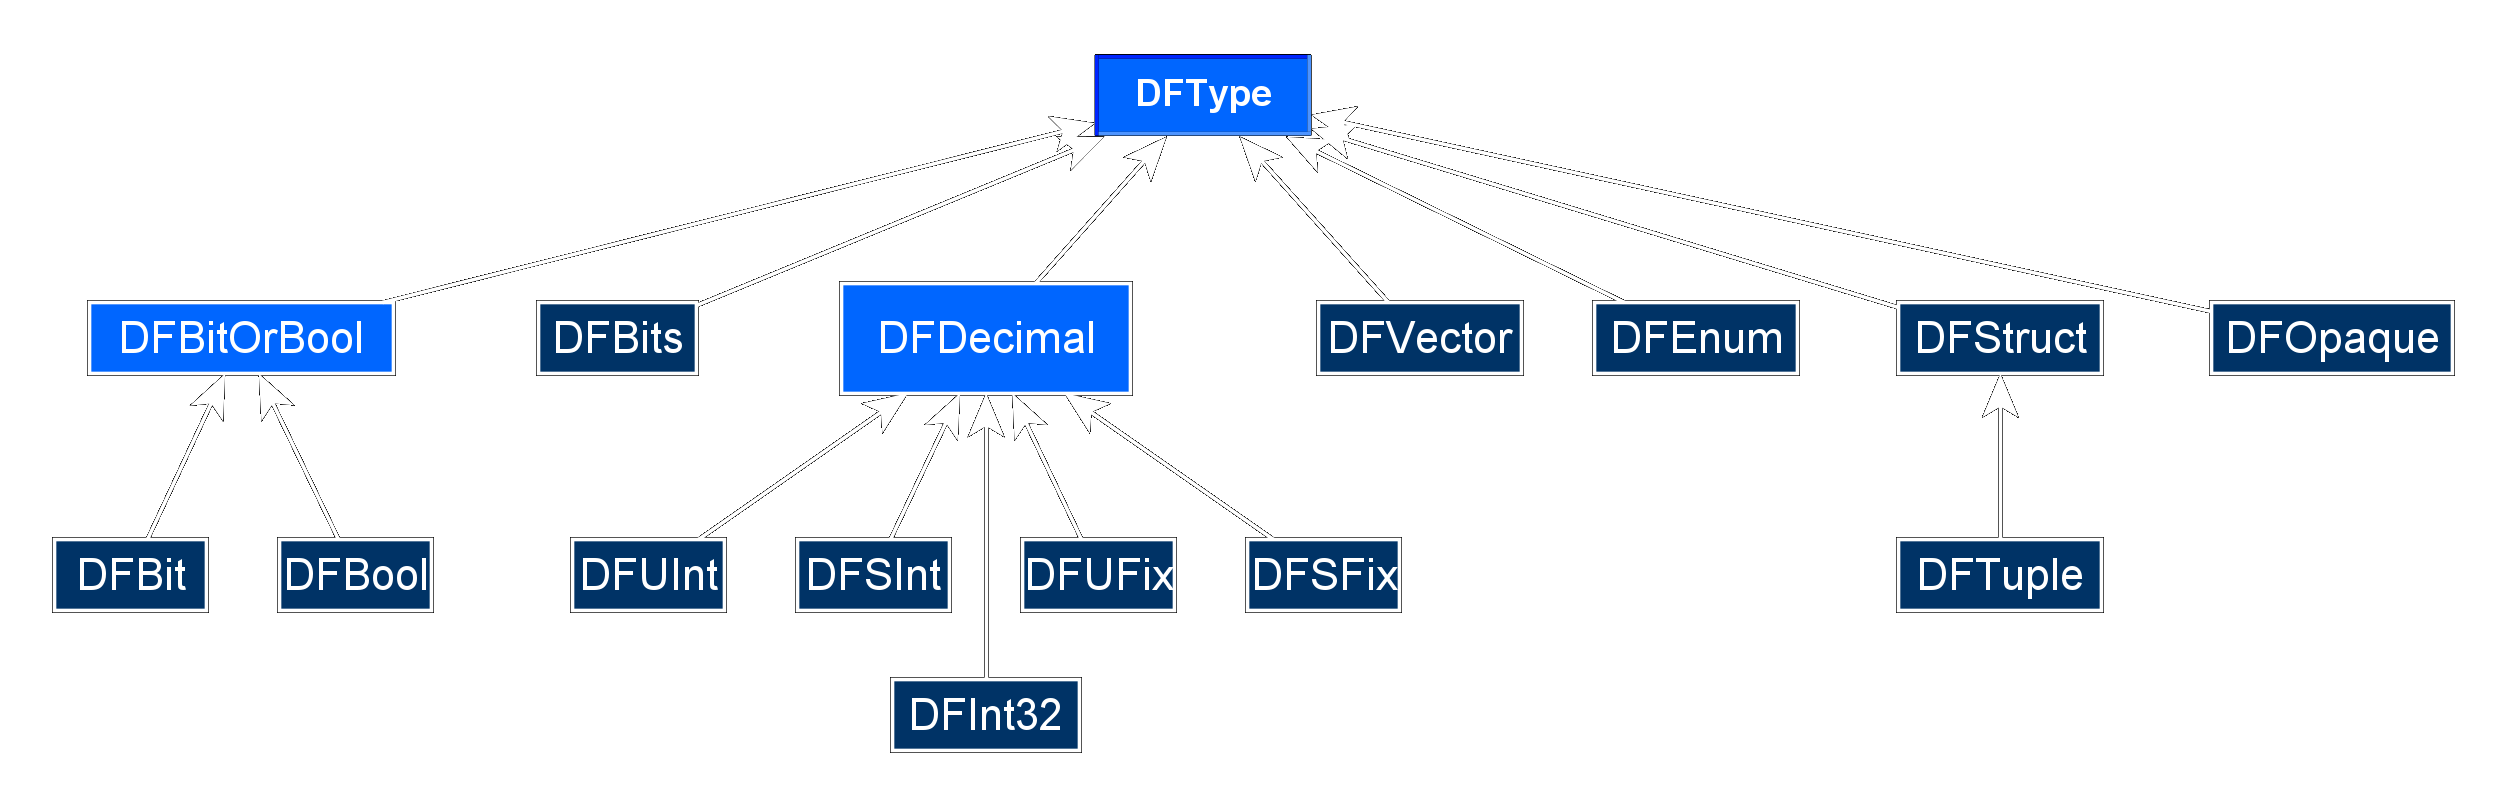 DFType
DFBitOrBool
DFBits
DFDecimal
DFVector
DFEnum
DFStruct
DFOpaque
DFBit
DFBool
DFUInt
DFSInt
DFUFix
DFSFix
DFTuple
DFInt32